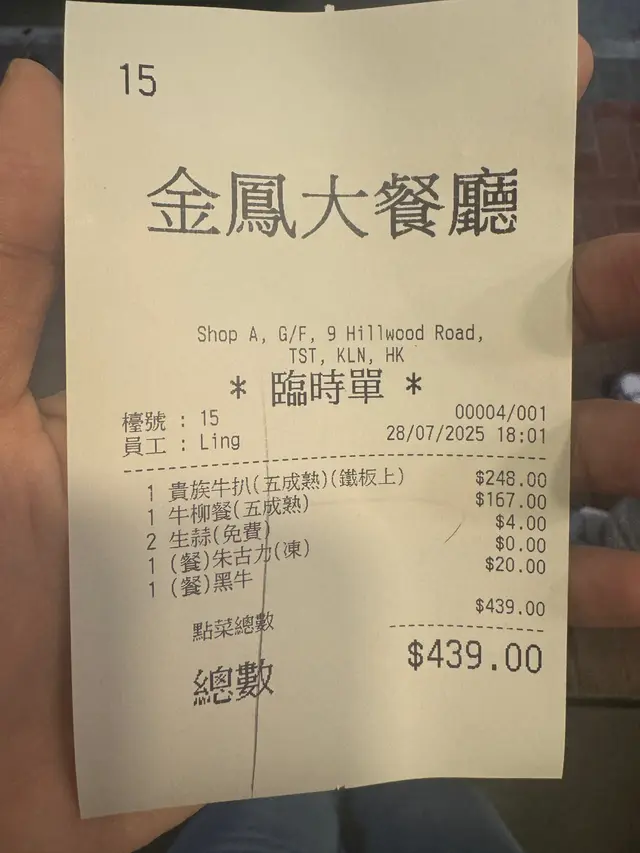 15
金鳳大餐廳
Shop A, G/F, 9 Hillwood Road,
TST, KLN, HK
* 臨時單 *
檯號 : 15 00004/001
員工 : Ling 28/07/2025 18:01
1 貴族牛扒(五成熟)(鐵板上) $248.00
1 牛柳餐(五成熟) $167.00
2 生蒜(免費) $4.00
1 (餐)朱古力(凍) $0.00
1 (餐)黑牛 $20.00
點菜總數 $439.00
總數 $439.00